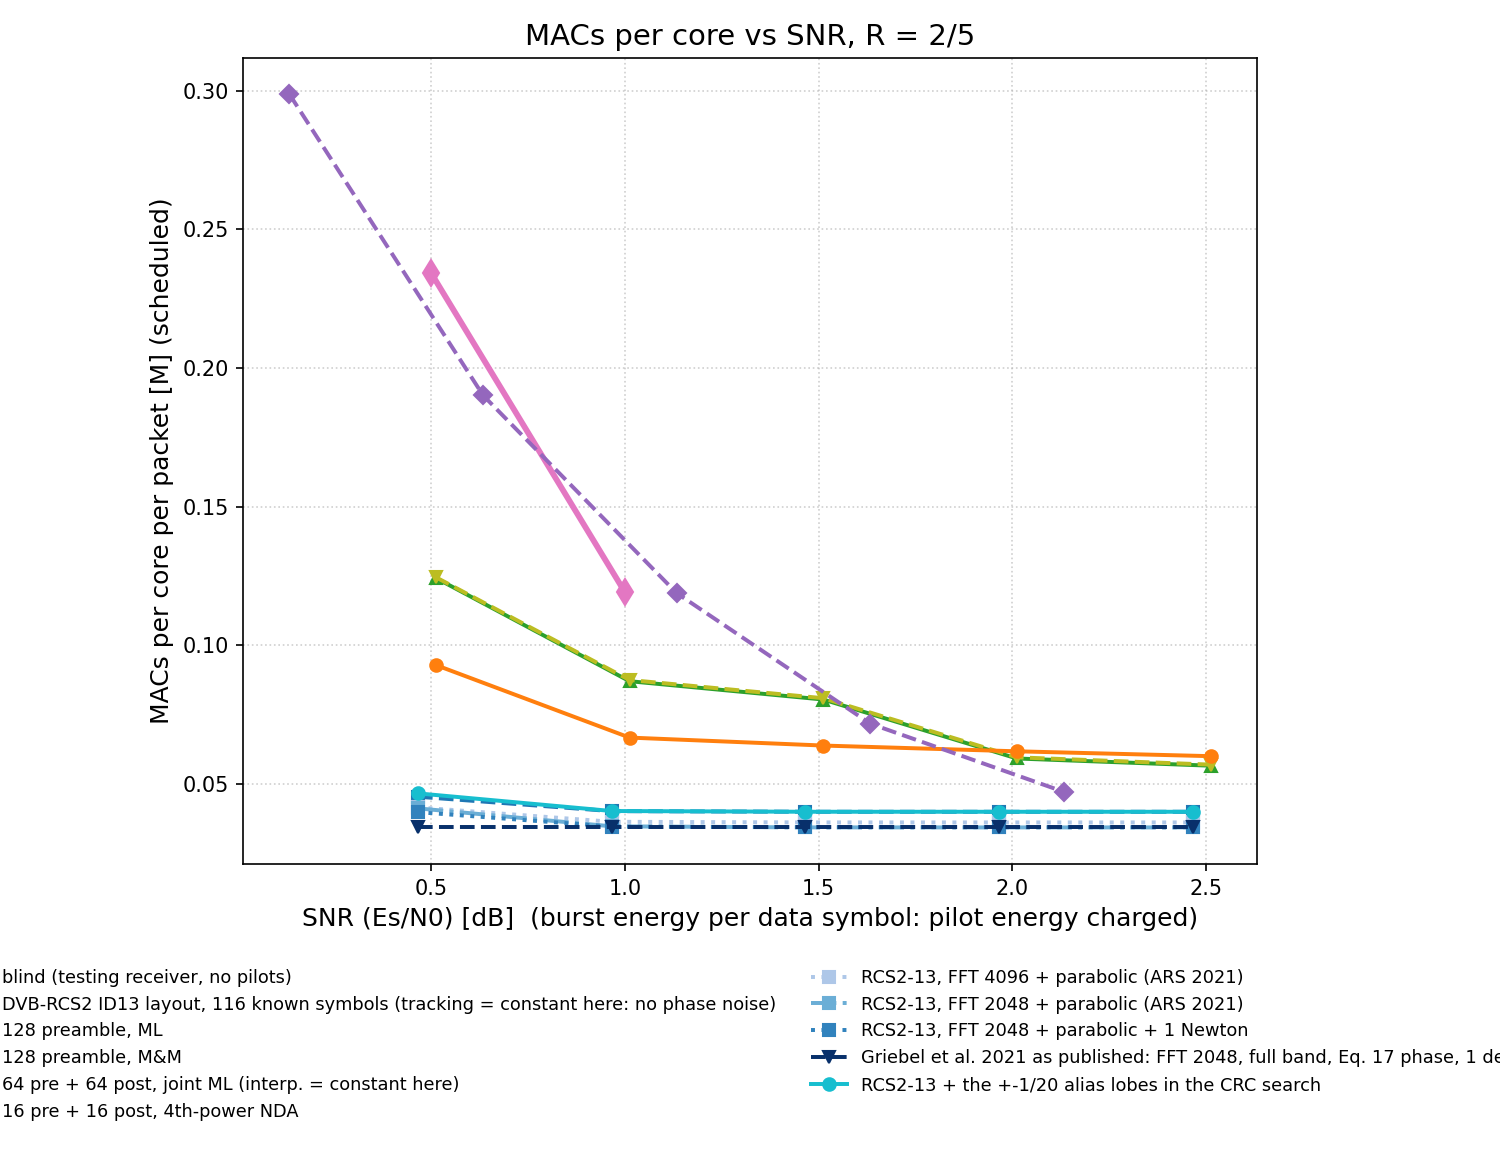 MACs per core vs SNR, R = 2/5
MACs per core per packet [M] (scheduled)
0.30
0.25
0.20
0.15
0.10
0.05
0.5 1.0 1.5 2.0 2.5
SNR (Es/N0) [dB]  (burst energy per data symbol: pilot energy charged)
blind (testing receiver, no pilots)
DVB-RCS2 ID13 layout, 116 known symbols (tracking = constant here: no phase noise)
128 preamble, ML
128 preamble, M&M
64 pre + 64 post, joint ML (interp. = constant here)
16 pre + 16 post, 4th-power NDA
RCS2-13, FFT 4096 + parabolic (ARS 2021)
RCS2-13, FFT 2048 + parabolic (ARS 2021)
RCS2-13, FFT 2048 + parabolic + 1 Newton
Griebel et al. 2021 as published: FFT 2048, full band, Eq. 17 phase, 1
RCS2-13 + the +-1/20 alias lobes in the CRC search